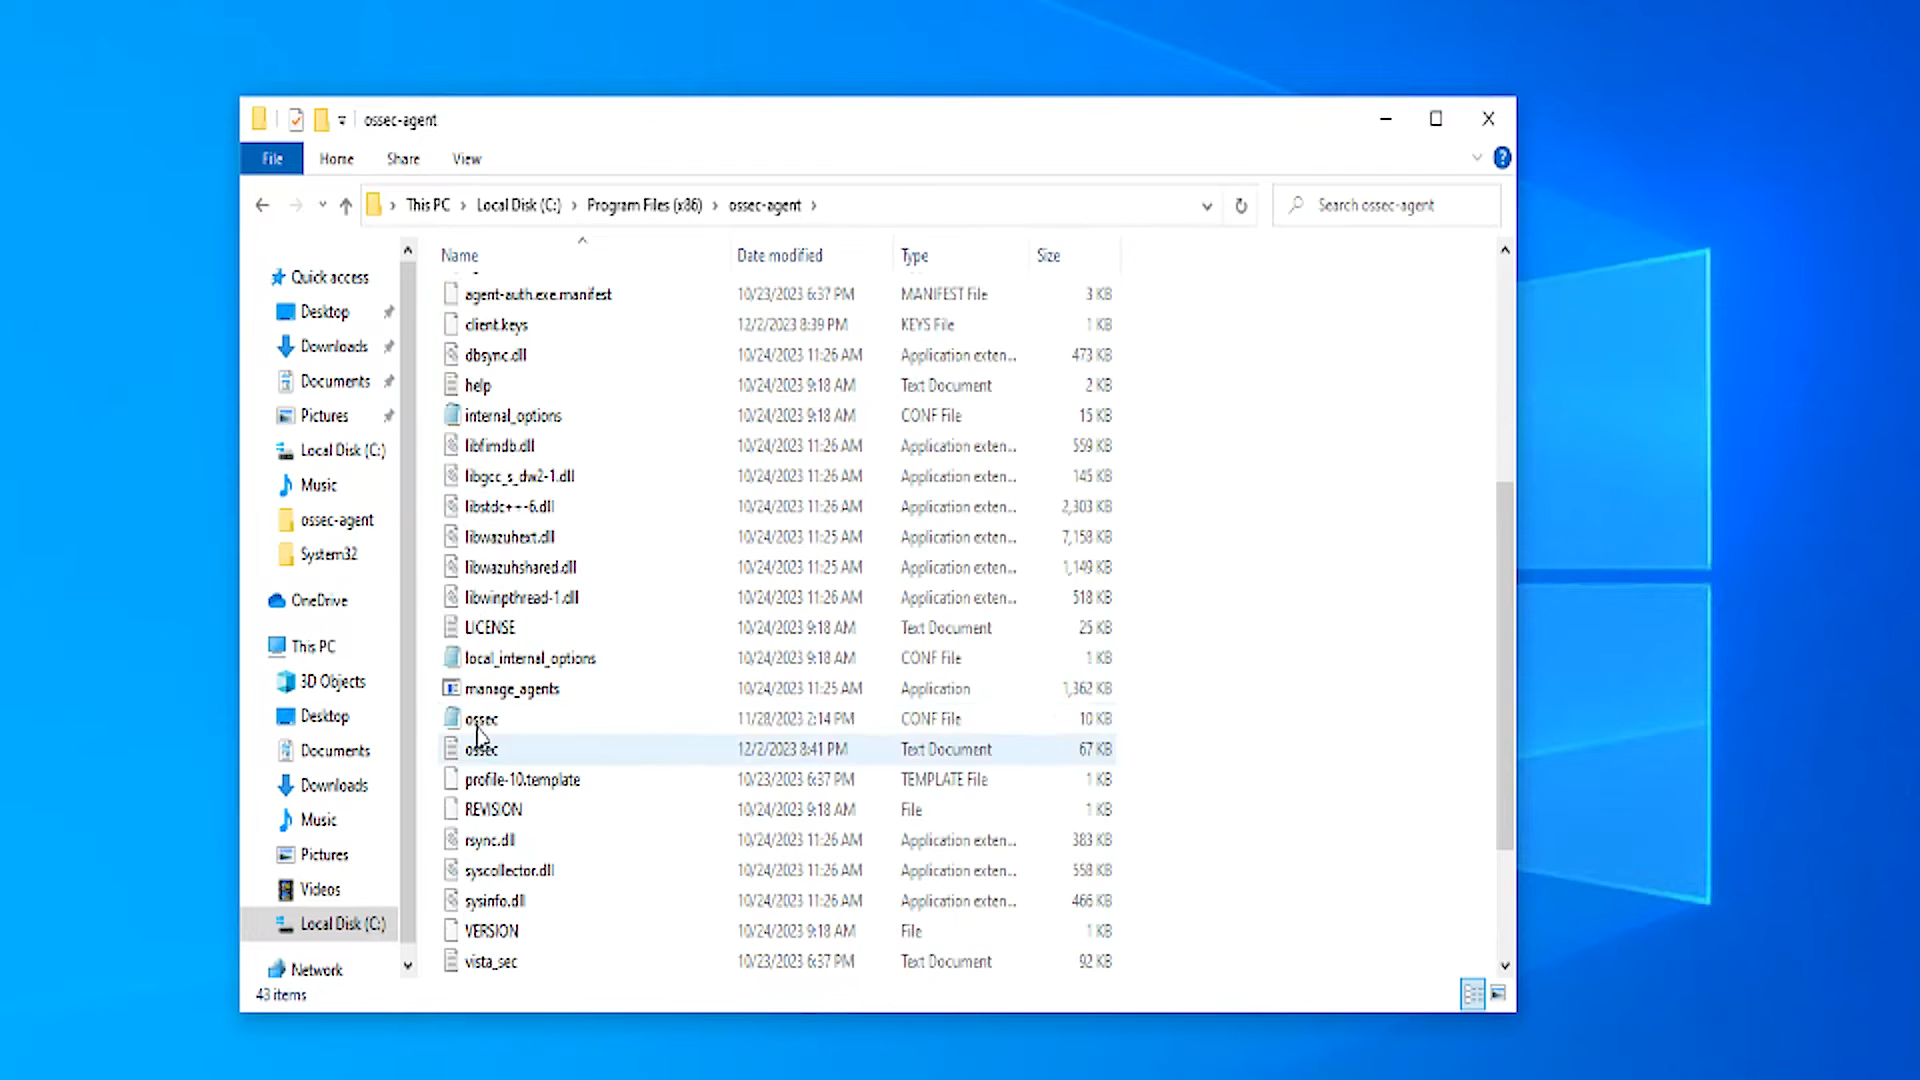 ossec-agent
File Home Share View
This PC Local Disk (C:) Program Files (x86) ossec-agent
Search ossec-agent
Name Date modified Type Size
agent-auth.exe.manifest 10/23/2023 6:37 PM MANIFEST File 3 KB
client.keys 12/2/2023 8:39 PM KEYS File 1 KB
dbsync.dll 10/24/2023 11:26 AM Application exten... 473 KB
help 10/24/2023 9:18 AM Text Document 2 KB
internal_options 10/24/2023 9:18 AM CONF File 15 KB
libfimdb.dll 10/24/2023 11:26 AM Application exten... 559 KB
libgcc_s_dw2-1.dll 10/24/2023 11:26 AM Application exten... 145 KB
libstdc++-6.dll 10/24/2023 11:26 AM Application exten... 2,303 KB
libwazuhext.dll 10/24/2023 11:25 AM Application exten... 7,158 KB
libwazuhshared.dll 10/24/2023 11:25 AM Application exten... 1,149 KB
libwinpthread-1.dll 10/24/2023 11:26 AM Application exten... 518 KB
LICENSE 10/24/2023 9:18 AM Text Document 25 KB
local_internal_options 10/24/2023 9:18 AM CONF File 1 KB
manage_agents 10/24/2023 11:25 AM Application 1,362 KB
ossec 11/28/2023 2:14 PM CONF File 10 KB
ossec 12/2/2023 8:41 PM Text Document 67 KB
profile-10.template 10/23/2023 6:37 PM TEMPLATE File 1 KB
REVISION 10/24/2023 9:18 AM File 1 KB
rsync.dll 10/24/2023 11:26 AM Application exten... 383 KB
syscollector.dll 10/24/2023 11:26 AM Application exten... 558 KB
sysinfo.dll 10/24/2023 11:26 AM Application exten... 466 KB
VERSION 10/24/2023 9:18 AM File 1 KB
vista_sec 10/23/2023 6:37 PM Text Document 92 KB
Quick access
Desktop
Downloads
Documents
Pictures
Local Disk (C:)
Music
ossec-agent
System32
OneDrive
This PC
3D Objects
Desktop
Documents
Downloads
Music
Pictures
Videos
Local Disk (C:)
Network
43 items